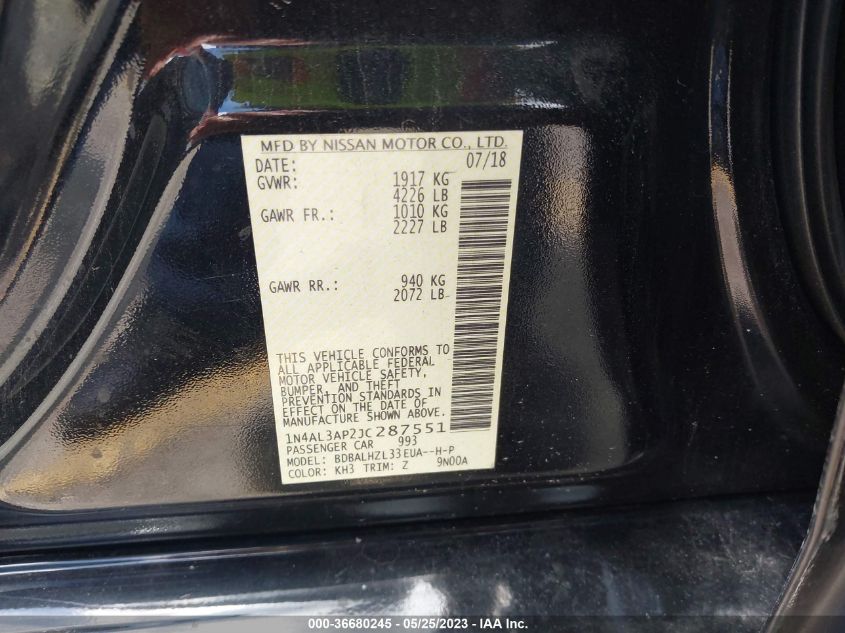 MFD BY NISSAN MOTOR CO., LTD.
DATE: 07/18
GVWR: 1917 KG
4226 LB
GAWR FR.: 1010 KG
2227 LB
GAWR RR.: 940 KG
2072 LB
THIS VEHICLE CONFORMS TO
ALL APPLICABLE FEDERAL
MOTOR VEHICLE SAFETY,
BUMPER, AND THEFT
PREVENTION STANDARDS IN
EFFECT ON THE DATE OF
MANUFACTURE SHOWN ABOVE.
1N4AL3AP2JC287551
PASSENGER CAR 993
MODEL: BDBALHZL33EUA--H-P
COLOR: KH3 TRIM: Z 9N00A
000-36680245 - 05/25/2023 - IAA Inc.